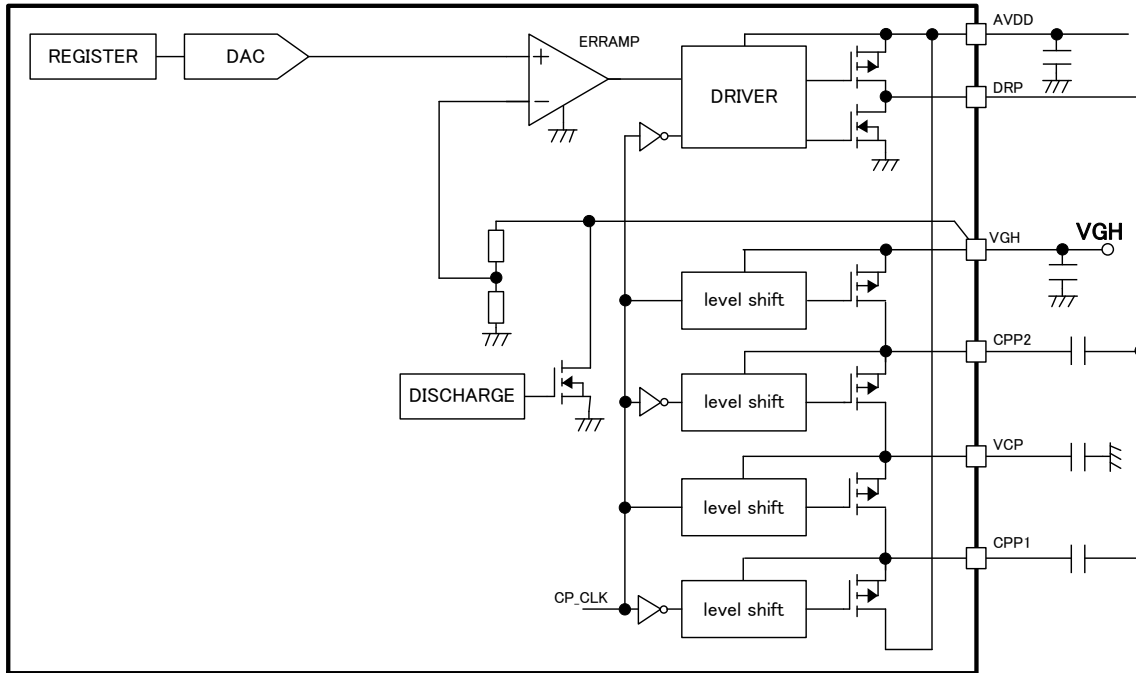 AVDD
ERRAMP
REGISTER
DAC
+
−
DRIVER
DRP
VGH
VGH
level shift
CPP2
DISCHARGE
level shift
VCP
level shift
CPP1
CP_CLK
level shift